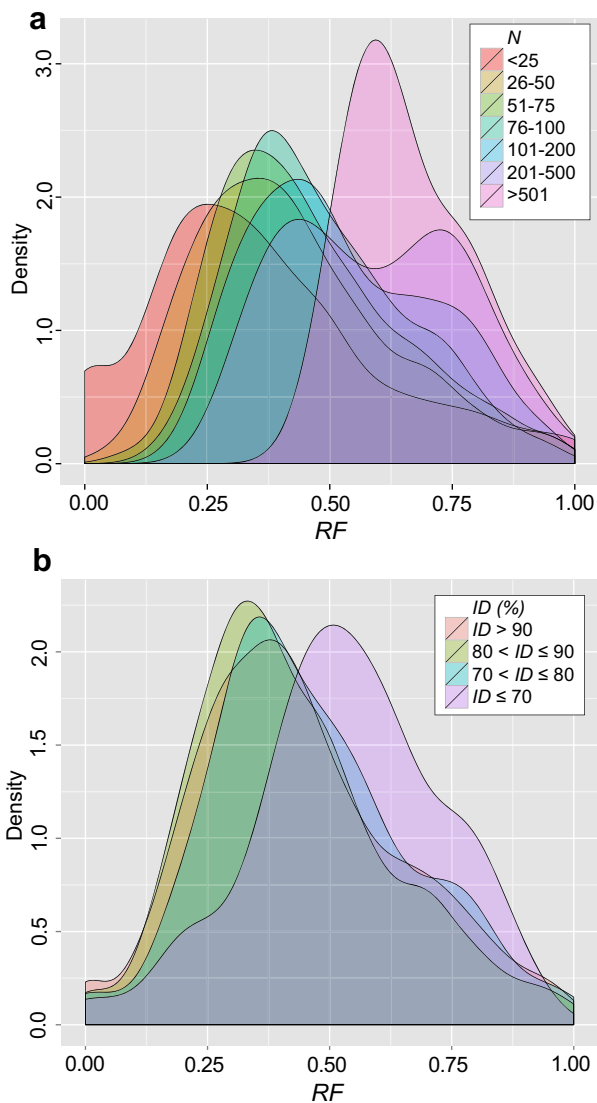 a
N
<25
26-50
51-75
76-100
101-200
201-500
>501
3.0
2.0
1.0
0.0
Density
0.00 0.25 0.50 0.75 1.00
RF
b
ID (%)
ID > 90
80 < ID ≤ 90
70 < ID ≤ 80
ID ≤ 70
2.0
1.5
1.0
0.5
0.0
Density
0.00 0.25 0.50 0.75 1.00
RF